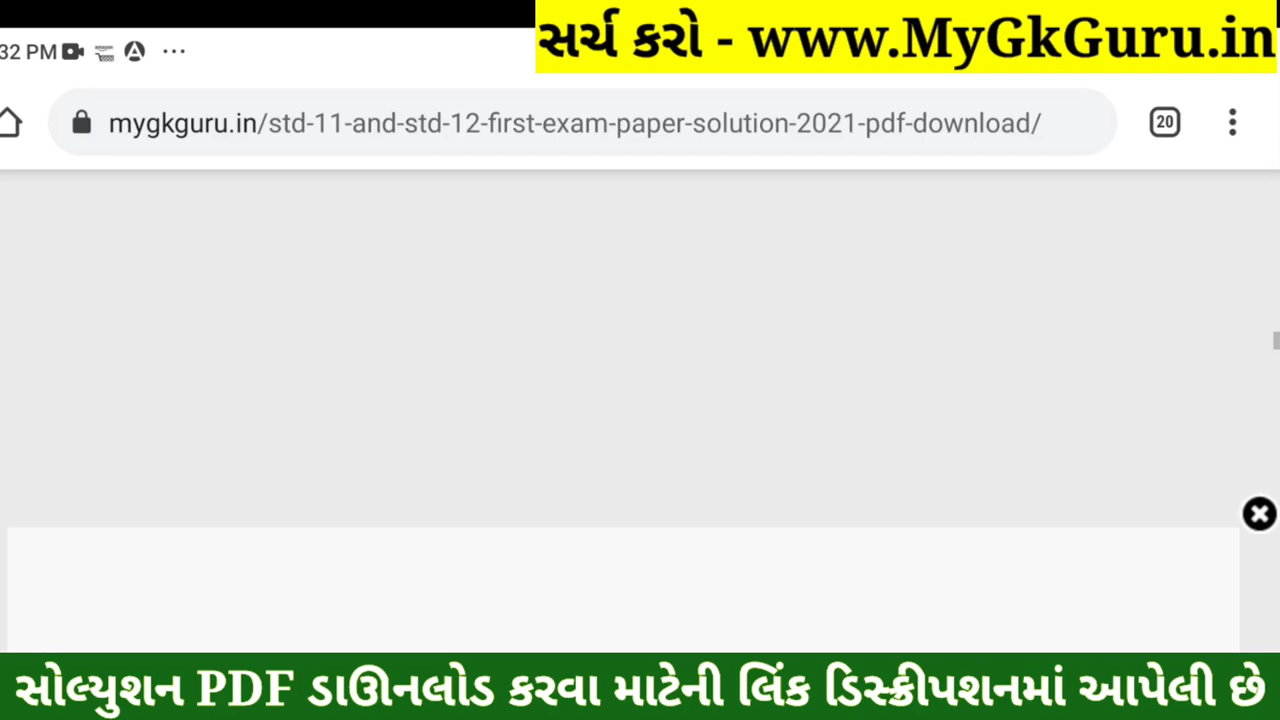 સર્ચ કરો - www.MyGkGuru.in
32 PM
mygkguru.in/std-11-and-std-12-first-exam-paper-solution-2021-pdf-download/
20
સોલ્યુશન PDF ડાઊનલોડ કરવા માટેની લિંક ડિસ્ક્રીપશનમાં આપેલી છે